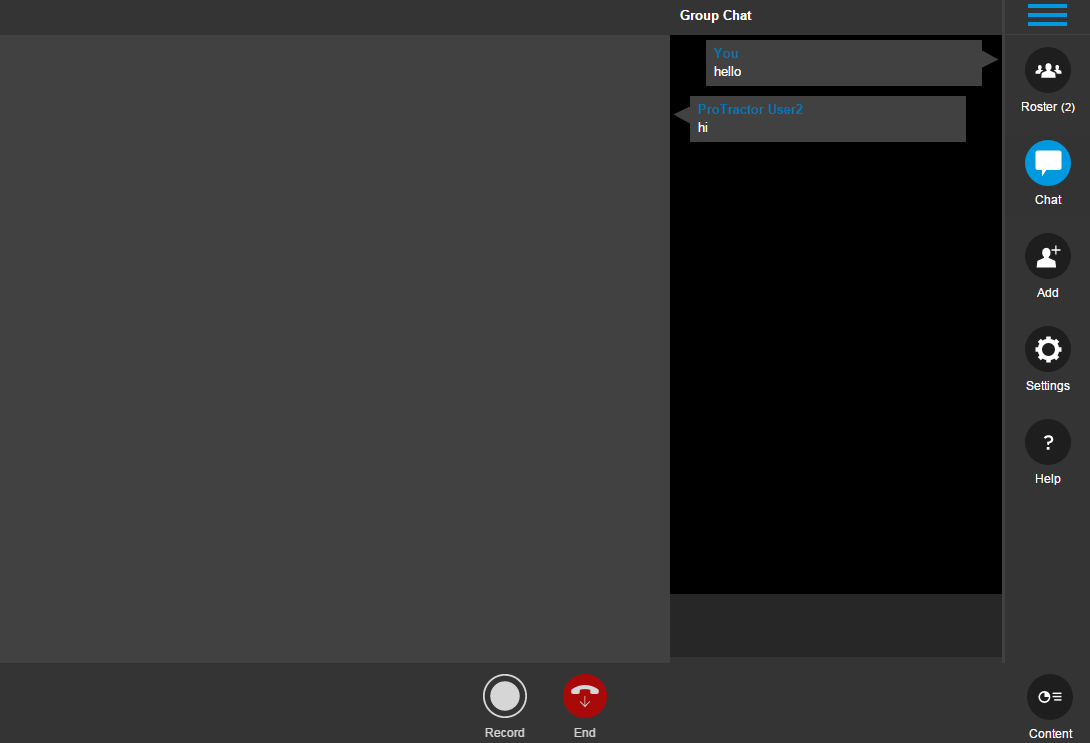 Group Chat
You
hello
ProTractor User2
hi
Roster (2)
Chat
Add
Settings
?
Help
Record
End
Content